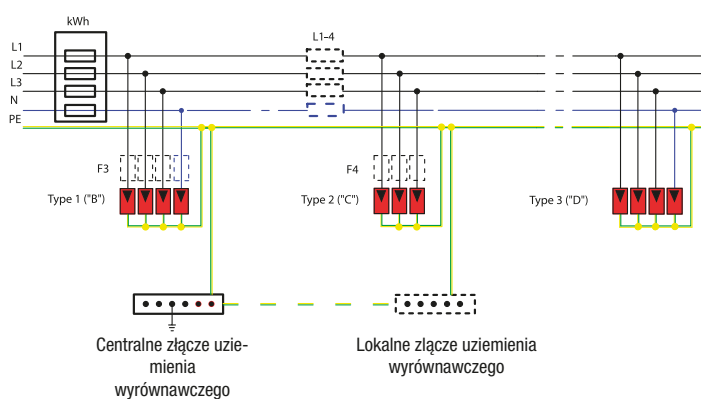 kWh
L1-4
L1
L2
L3
N
PE
F3
F4
Type 1 ("B")
Type 2 ("C")
Type 3 ("D")
Centralne złącze uzie-
mienia
wyrównawczego
Lokalne zlącze uziemienia
wyrównawczego